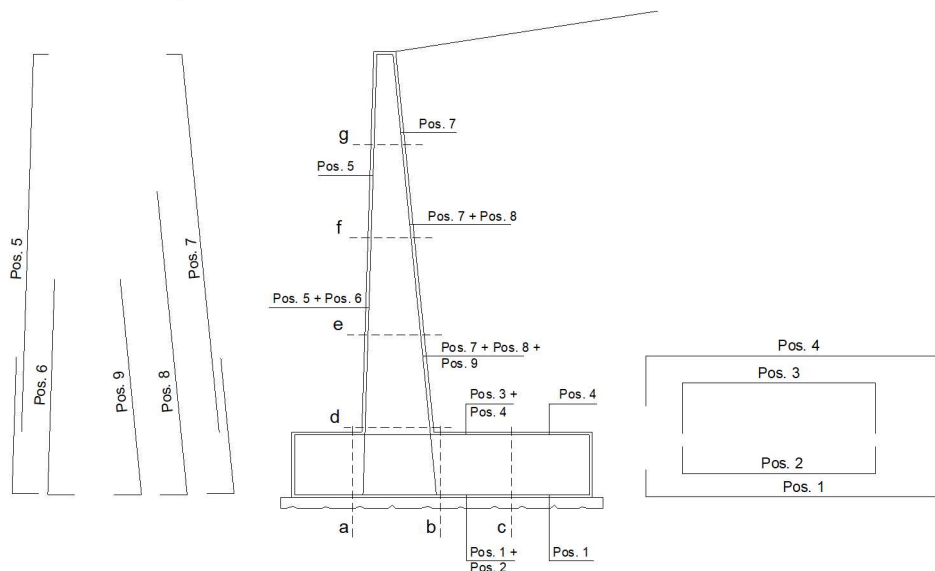 Pos. 5
Pos. 6
Pos. 9
Pos. 8
Pos. 7
Pos. 7
g
Pos. 5
Pos. 7 + Pos. 8
f
Pos. 5 + Pos. 6
e
Pos. 7 + Pos. 8 +
Pos. 9
Pos. 3 +
Pos. 4
Pos. 4
d
a
b
c
Pos. 1 +
Pos. 2
Pos. 1
Pos. 4
Pos. 3
Pos. 2
Pos. 1